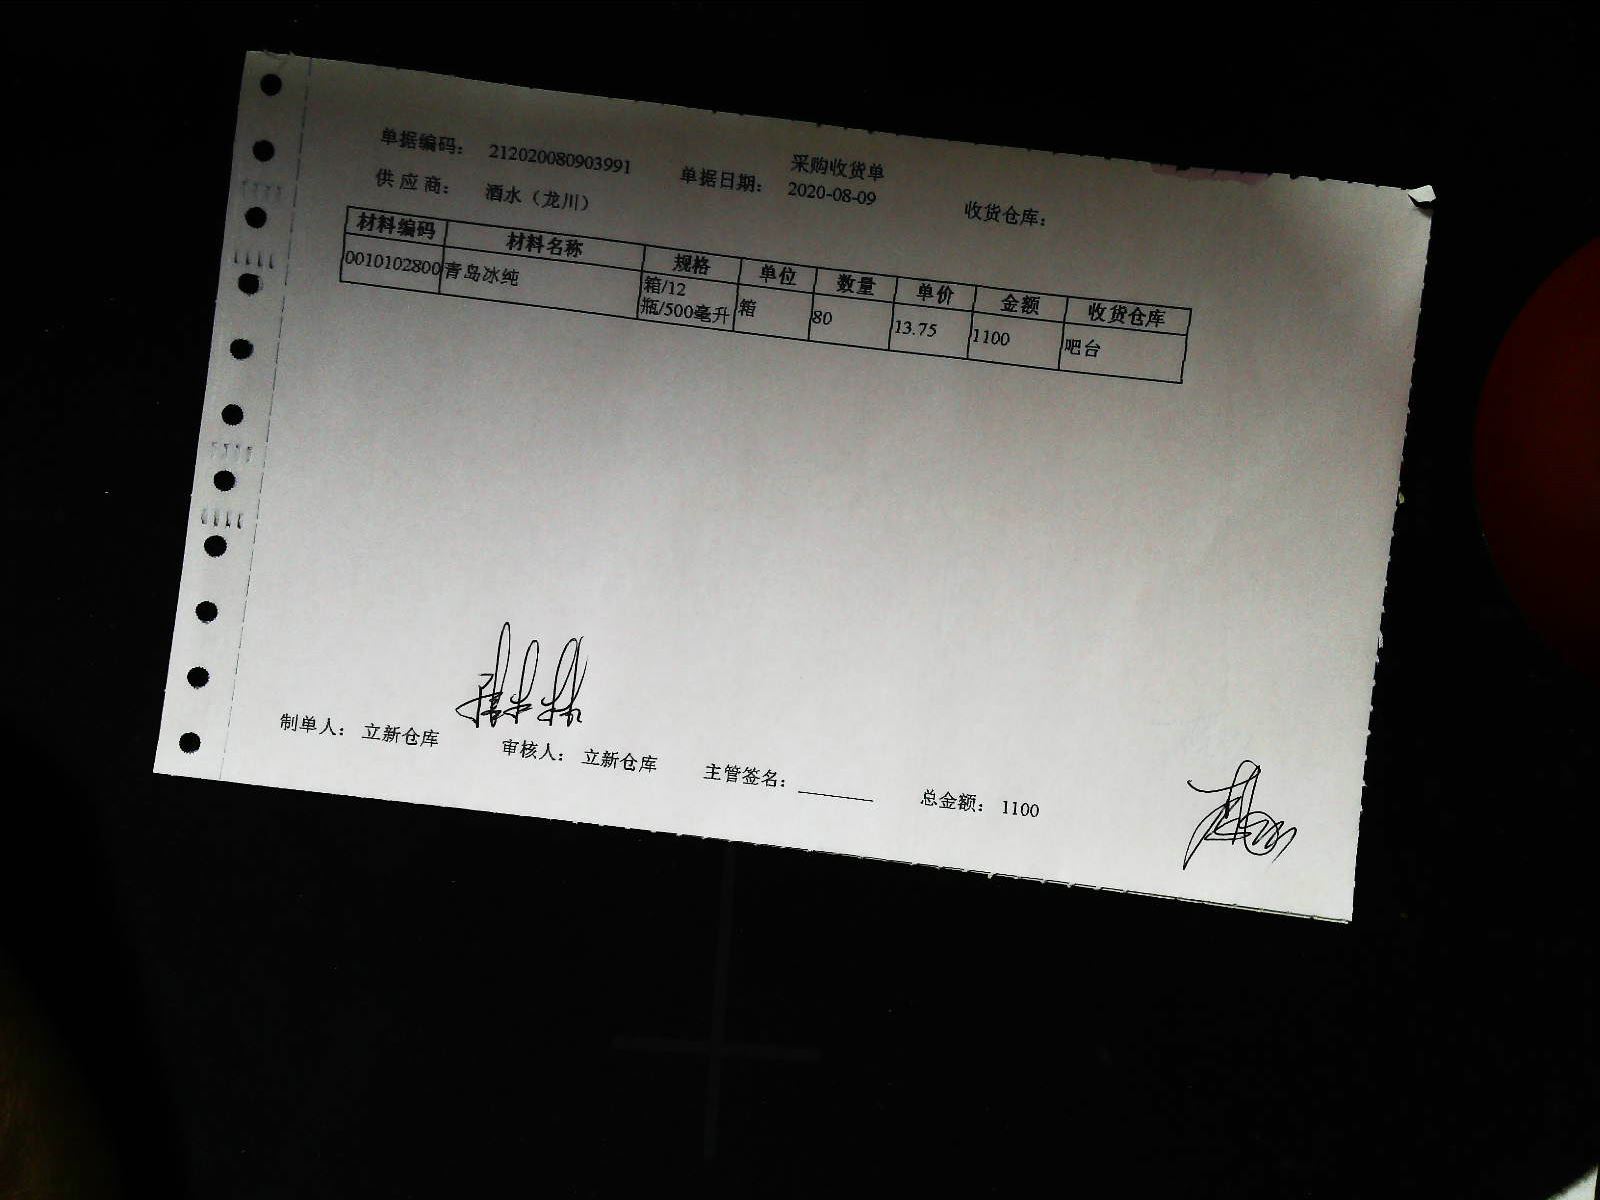 采购收货单
单据编码： 212020080903991 单据日期： 2020-08-09 收货仓库：
供 应 商： 酒水（龙川）
材料编码 材料名称 规格 单位 数量 单价 金额 收货仓库
0010102800 青岛冰纯 箱/12 箱 80 13.75 1100 吧台
瓶/500毫升
制单人： 立新仓库 审核人： 立新仓库 主管签名： 总金额： 1100